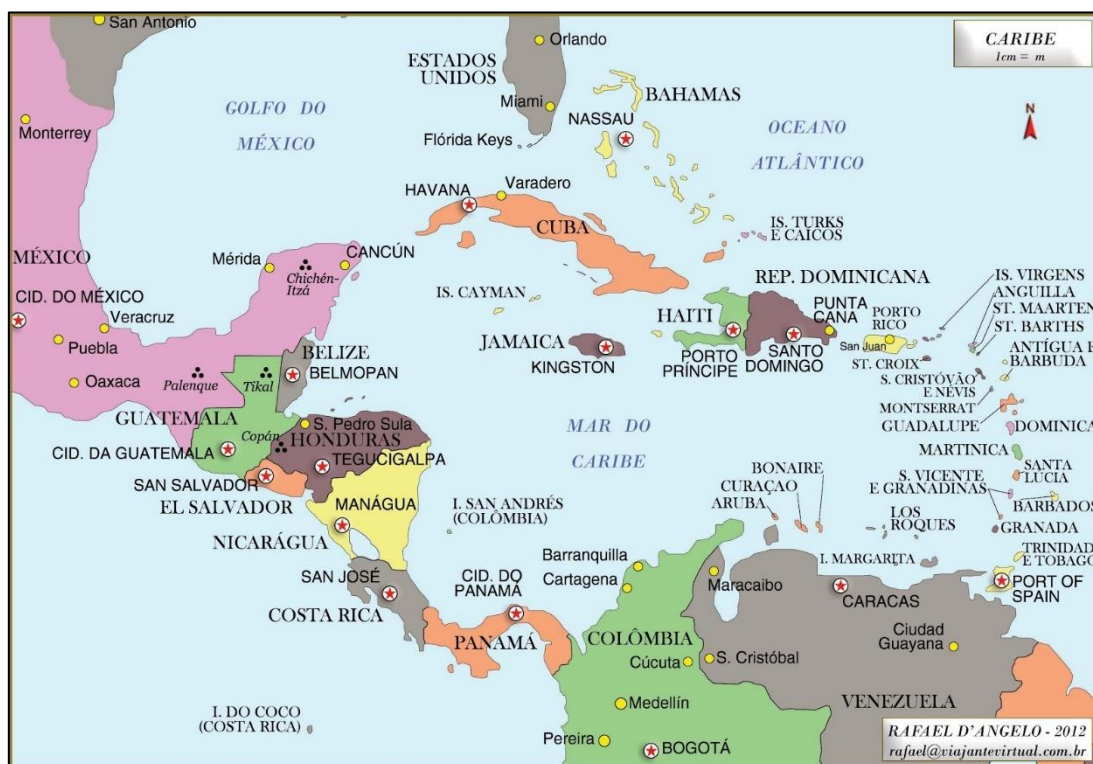 San Antonio
Orlando
CARIBE
1cm = m
ESTADOS
UNIDOS
GOLFO DO
MÉXICO
Miami
BAHAMAS
NASSAU
OCEANO
ATLÂNTICO
N
Monterrey
Flórida Keys
HAVANA
Varadero
CUBA
IS. TURKS
E CAICOS
MÉXICO
Mérida
CANCÚN
Chichén-
Itzá
CID. DO MÉXICO
Veracruz
Puebla
Oaxaca
Palenque
Tikal
IS. CAYMAN
REP. DOMINICANA
HAITI
PUNTA
CANA
PORTO
RICO
San Juan
IS. VIRGENS
ANGUILLA
ST. MAARTEN
ST. BARTHS
ANTÍGUA E
BARBUDA
JAMAICA
KINGSTON
PORTO
PRÍNCIPE
SANTO
DOMINGO
ST. CROIX
S. CRISTÓVÃO
E NÉVIS
MONTSERRAT
GUADALUPE
DOMINICA
MARTINICA
BELIZE
BELMOPAN
GUATEMALA
Copán
S. Pedro Sula
HONDURAS
CID. DA GUATEMALA
TEGUCIGALPA
MAR DO
CARIBE
SAN SALVADOR
EL SALVADOR
MANÁGUA
NICARÁGUA
I. SAN ANDRÉS
(COLÔMBIA)
BONAIRE
CURAÇAO
ARUBA
S. VICENTE
E GRANADINAS
SANTA
LÚCIA
BARBADOS
LOS
ROQUES
GRANADA
I. MARGARITA
TRINIDAD
E TOBAGO
PORT OF
SPAIN
SAN JOSÉ
COSTA RICA
CID. DO
PANAMÁ
PANAMÁ
Barranquilla
Cartagena
Maracaibo
CARACAS
COLÔMBIA
Cúcuta
S. Cristóbal
Ciudad
Guayana
Medellín
VENEZUELA
I. DO COCO
(COSTA RICA)
Pereira
BOGOTÁ
RAFAEL D'ANGELO - 2012
rafael@viajantevirtual.com.br